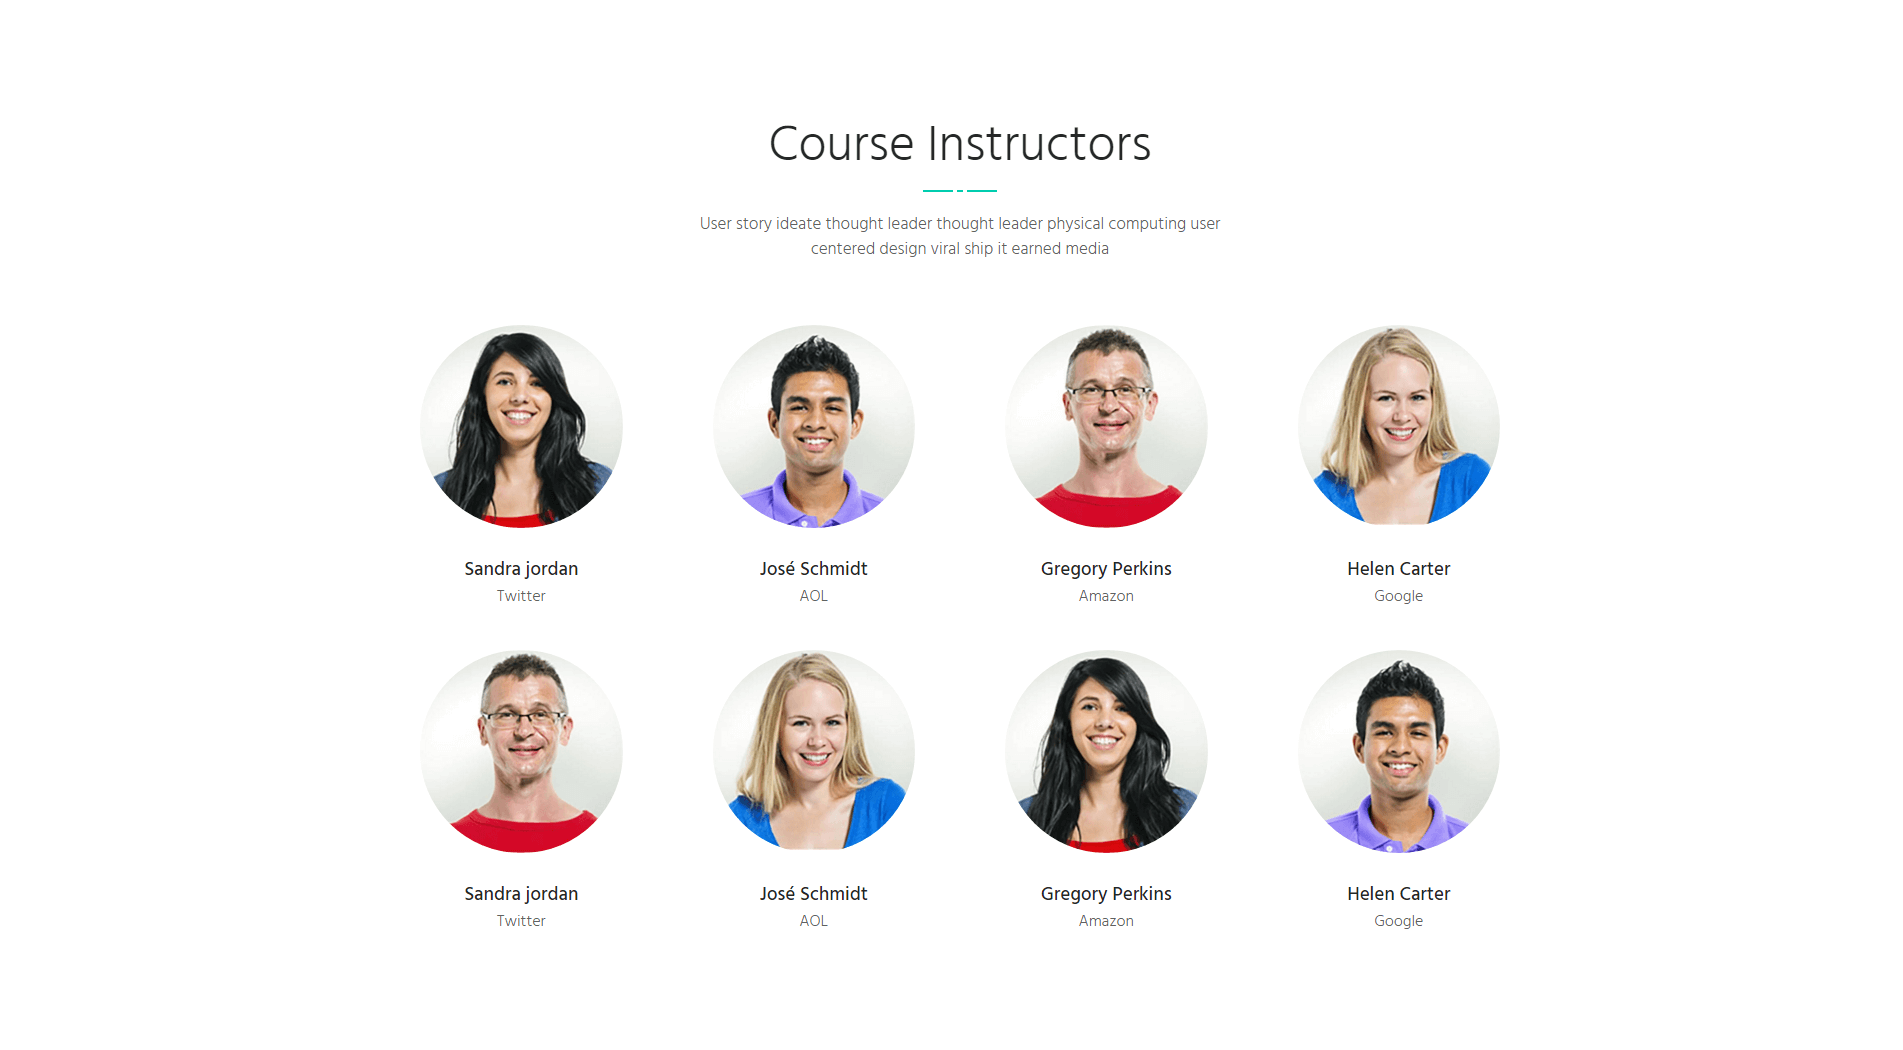 Course Instructors
User story ideate thought leader thought leader physical computing user
centered design viral ship it earned media
Sandra jordan
José Schmidt
Gregory Perkins
Helen Carter
Twitter
AOL
Amazon
Google
Sandra jordan
José Schmidt
Gregory Perkins
Helen Carter
Twitter
AOL
Amazon
Google